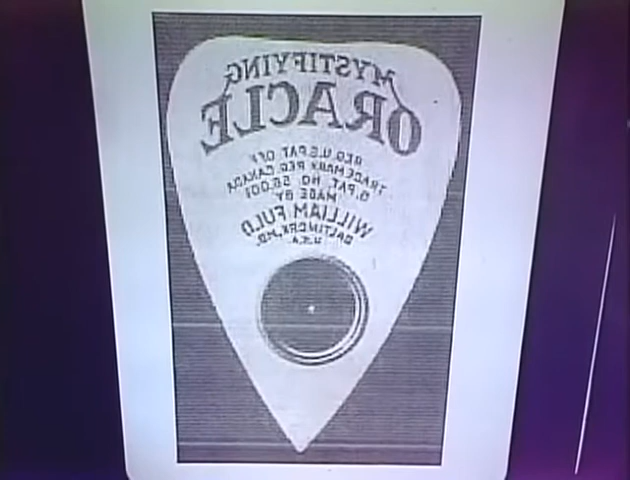 MYSTIFYING
ORACLE
REG. U.S. PAT OFF
TRADEMARK REG. CANADA
MADE BY
WILLIAM FULD
BALTIMORE, MD.
U.S.A.